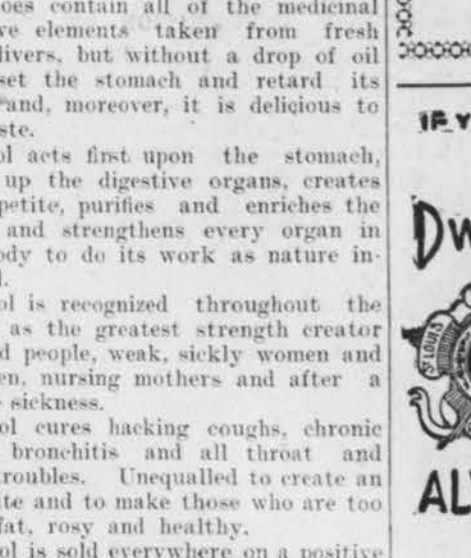 oes contain all of the medicinal
ve elements taken from fresh
livers, but without a drop of oil
set the stomach and retard its
and, moreover, it is delicious to
ste.
ol acts first upon the stomach,
up the digestive organs, creates
petite, purifies and enriches the
and strengthens every organ in
ody to do its work as nature in-
l.
ol is recognized throughout the
as the greatest strength creator
d people, weak, sickly women and
en, nursing mothers and after a
sickness.
ol cures hacking coughs, chronic
bronchitis and all throat and
roubles. Unequalled to create an
te and to make those who are too
fat, rosy and healthy.
ol is sold everywhere on a positive
IF Y
DW
ST LOUIS
AL